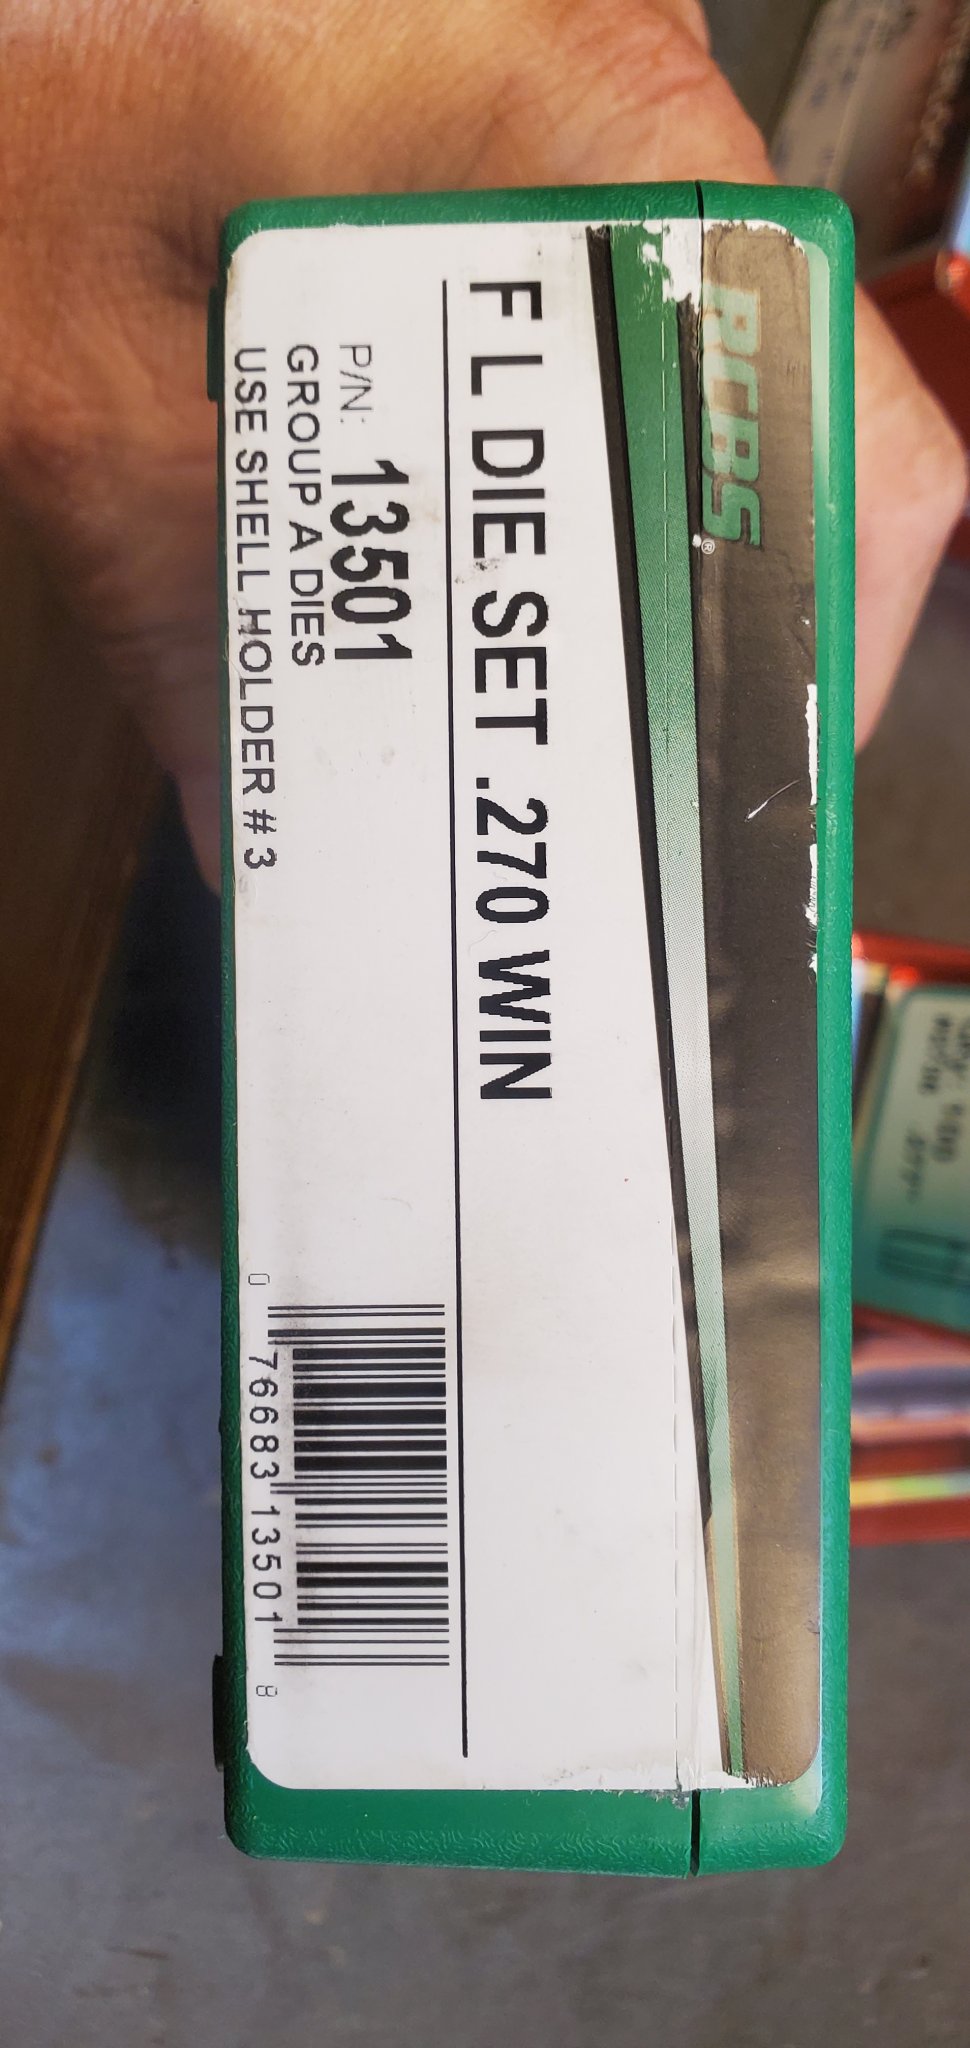 RCBS®
F L DIE SET .270 WIN
P/N: 13501
GROUP A DIES
USE SHELL HOLDER # 3
0 76683 13501 8